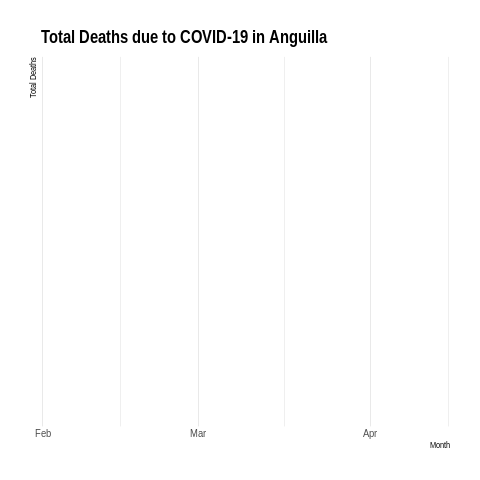 Total Deaths due to COVID-19 in Anguilla
Total Deaths
Feb Mar Apr
Month